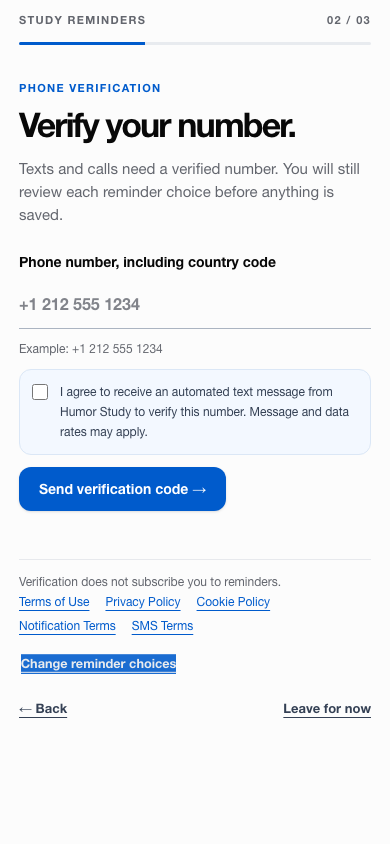 STUDY REMINDERS 02 / 03
PHONE VERIFICATION
Verify your number.
Texts and calls need a verified number. You will still
review each reminder choice before anything is
saved.
Phone number, including country code
+1 212 555 1234
Example: +1 212 555 1234
I agree to receive an automated text message from
Humor Study to verify this number. Message and data
rates may apply.
Send verification code →
Verification does not subscribe you to reminders.
Terms of Use Privacy Policy Cookie Policy
Notification Terms SMS Terms
Change reminder choices
← Back Leave for now